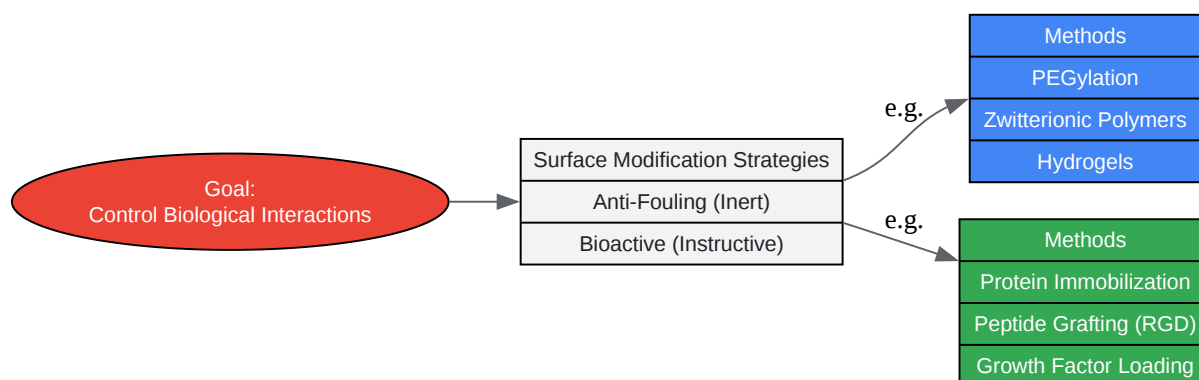 Goal:
Control Biological Interactions
Surface Modification Strategies
Anti-Fouling (Inert)
Bioactive (Instructive)
e.g.
Methods
PEGylation
Zwitterionic Polymers
Hydrogels
e.g.
Methods
Protein Immobilization
Peptide Grafting (RGD)
Growth Factor Loading